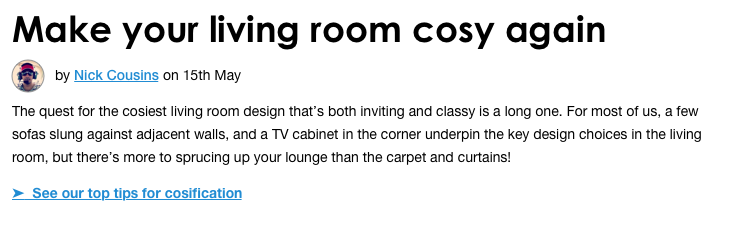 Make your living room cosy again
by Nick Cousins on 15th May
The quest for the cosiest living room design that’s both inviting and classy is a long one. For most of us, a few
sofas slung against adjacent walls, and a TV cabinet in the corner underpin the key design choices in the living
room, but there’s more to sprucing up your lounge than the carpet and curtains!
➤ See our top tips for cosification